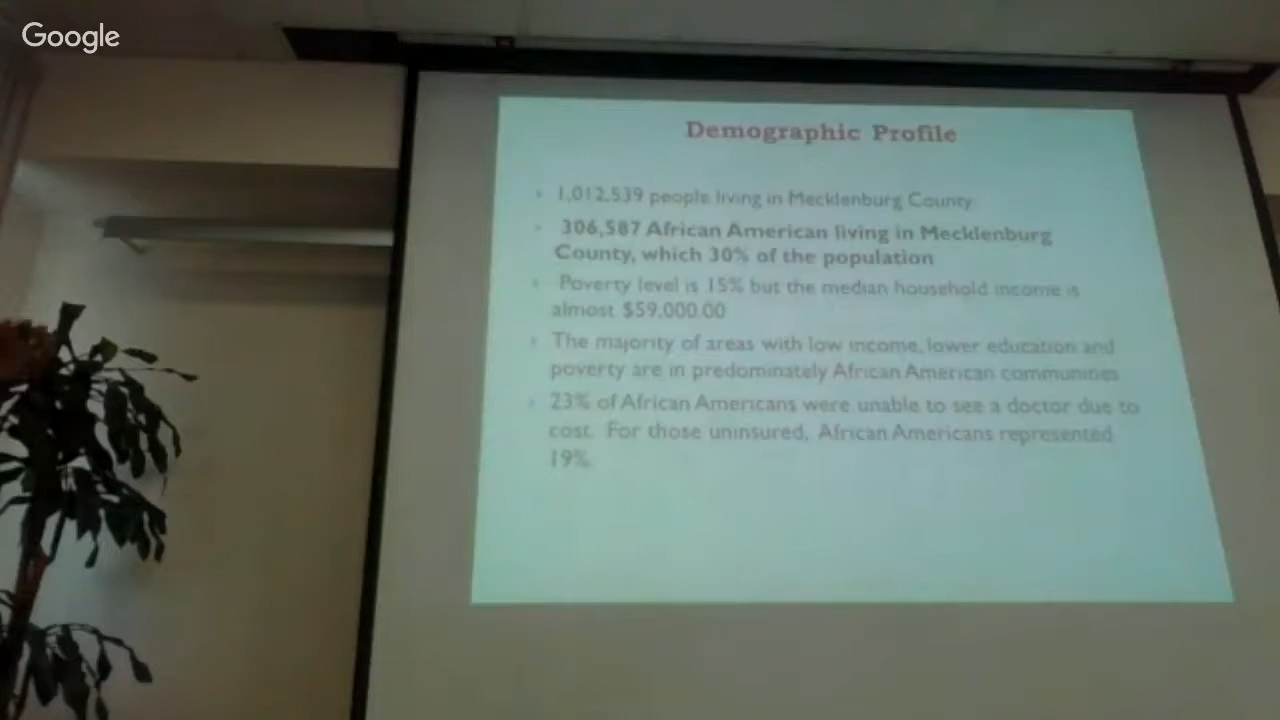 Google
Demographic Profile
1,012,539 people living in Mecklenburg County
306,587 African American living in Mecklenburg
County, which 30% of the population
Poverty level is 15% but the median household income is
almost $59,000.00
The majority of areas with low income, lower education and
poverty are in predominately African American communities
23% of African Americans were unable to see a doctor due to
cost. For those uninsured, African Americans represented
19%.